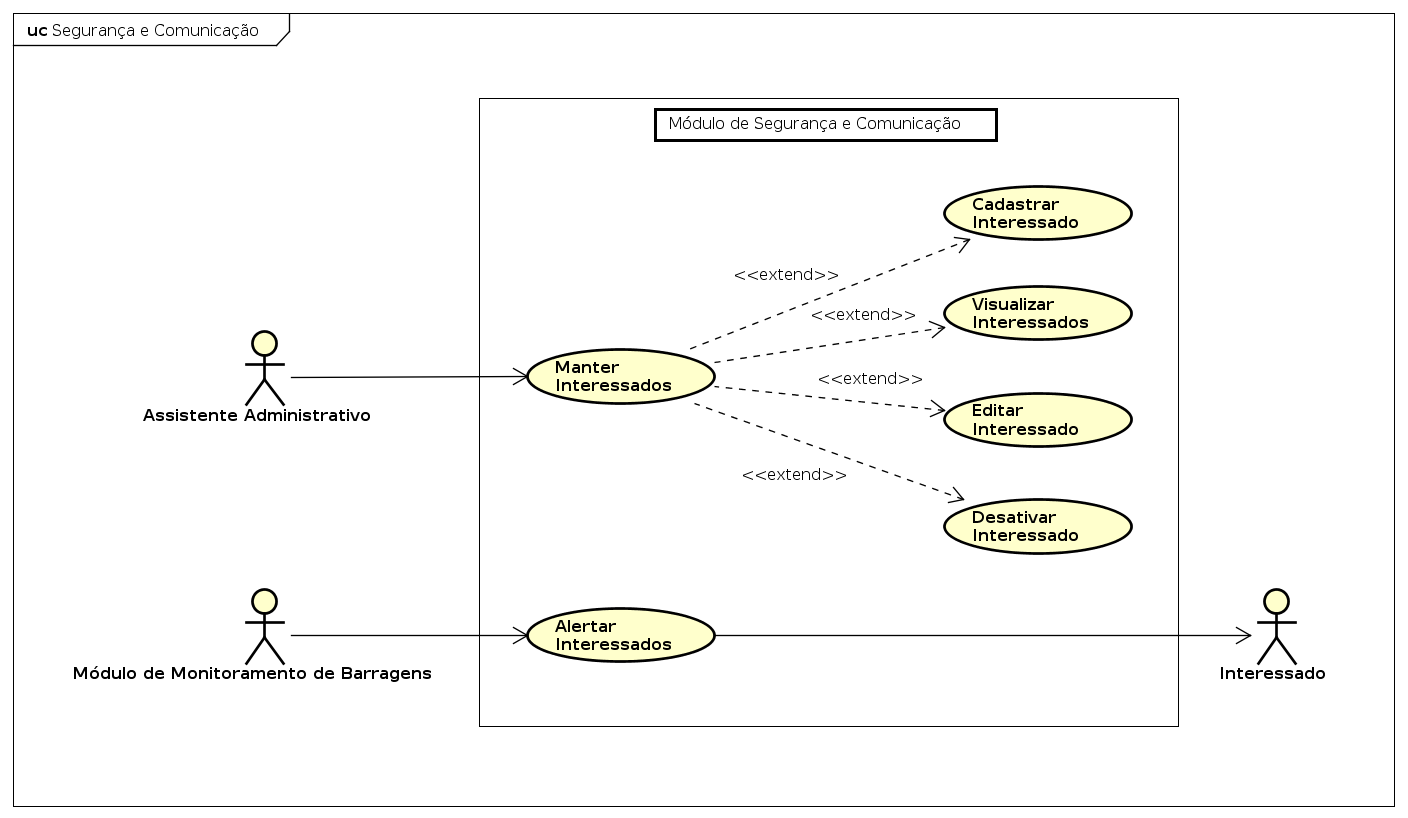 uc Segurança e Comunicação
Módulo de Segurança e Comunicação
Cadastrar
Interessado
<<extend>>
<<extend>>
Visualizar
Interessados
Manter
Interessados
<<extend>>
Editar
Interessado
Assistente Administrativo
<<extend>>
Desativar
Interessado
Alertar
Interessados
Módulo de Monitoramento de Barragens
Interessado